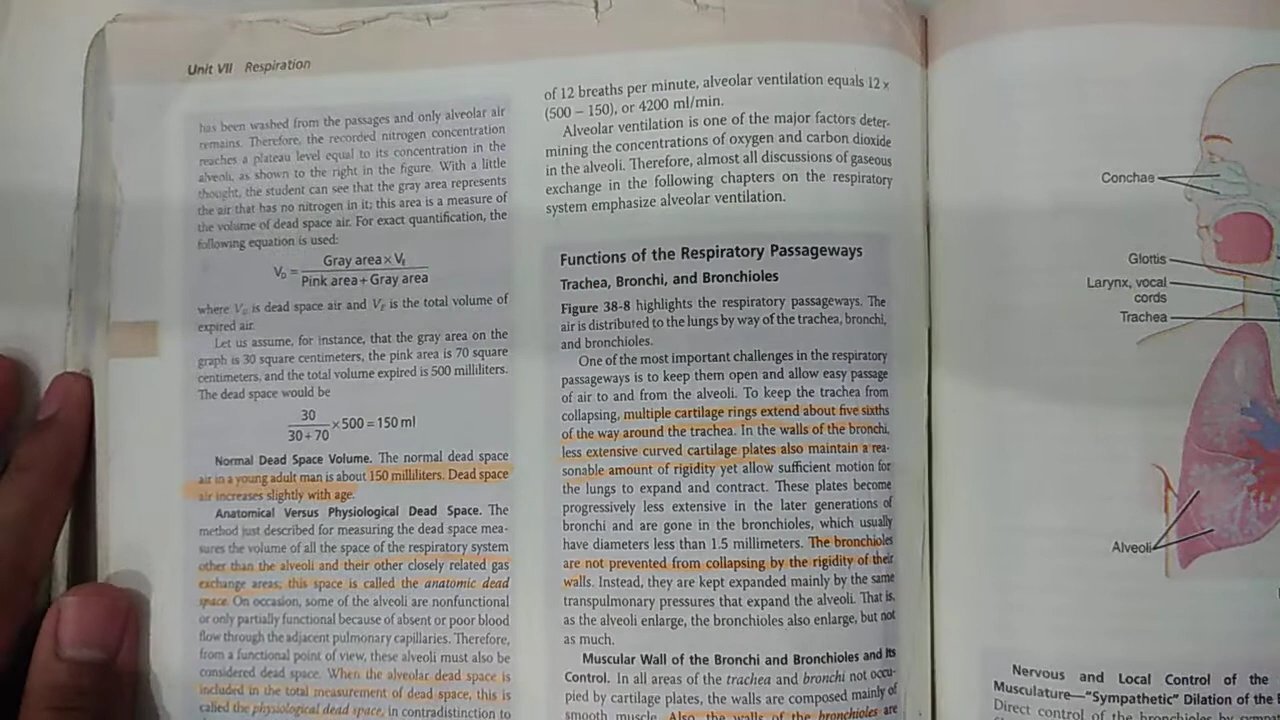 Unit VII Respiration
has been washed from the passages and only alveolar air
remains. Therefore, the recorded nitrogen concentration
reaches a plateau level equal to its concentration in the
alveoli, as shown to the right in the figure. With a little
thought, the student can see that the gray area represents
the air that has no nitrogen in it; this area is a measure of
the volume of dead space air. For exact quantification, the
following equation is used:
V_D = Gray area × V_E / Pink area + Gray area
where V_D is dead space air and V_E is the total volume of
expired air.
Let us assume, for instance, that the gray area on the
graph is 30 square centimeters, the pink area is 70 square
centimeters, and the total volume expired is 500 milliliters.
The dead space would be
30 / 30 + 70 × 500 = 150 ml
Normal Dead Space Volume. The normal dead space
air in a young adult man is about 150 milliliters. Dead space
air increases slightly with age.
Anatomical Versus Physiological Dead Space. The
method just described for measuring the dead space mea-
sures the volume of all the space of the respiratory system
other than the alveoli and their other closely related gas
exchange areas; this space is called the anatomic dead
space. On occasion, some of the alveoli are nonfunctional
or only partially functional because of absent or poor blood
flow through the adjacent pulmonary capillaries. Therefore,
from a functional point of view, these alveoli must also be
considered dead space. When the alveolar dead space is
included in the total measurement of dead space, this is
called the physiological dead space, in contradistinction to
of 12 breaths per minute, alveolar ventilation equals 12 ×
(500 – 150), or 4200 ml/min.
Alveolar ventilation is one of the major factors deter-
mining the concentrations of oxygen and carbon dioxide
in the alveoli. Therefore, almost all discussions of gaseous
exchange in the following chapters on the respiratory
system emphasize alveolar ventilation.
Functions of the Respiratory Passageways
Trachea, Bronchi, and Bronchioles
Figure 38-8 highlights the respiratory passageways. The
air is distributed to the lungs by way of the trachea, bronchi,
and bronchioles.
One of the most important challenges in the respiratory
passageways is to keep them open and allow easy passage
of air to and from the alveoli. To keep the trachea from
collapsing, multiple cartilage rings extend about five sixths
of the way around the trachea. In the walls of the bronchi,
less extensive curved cartilage plates also maintain a rea-
sonable amount of rigidity yet allow sufficient motion for
the lungs to expand and contract. These plates become
progressively less extensive in the later generations of
bronchi and are gone in the bronchioles, which usually
have diameters less than 1.5 millimeters. The bronchioles
are not prevented from collapsing by the rigidity of their
walls. Instead, they are kept expanded mainly by the same
transpulmonary pressures that expand the alveoli. That is,
as the alveoli enlarge, the bronchioles also enlarge, but not
as much.
Muscular Wall of the Bronchi and Bronchioles and Its
Control. In all areas of the trachea and bronchi not occu-
pied by cartilage plates, the walls are composed mainly of
smooth muscle. Also, the walls of the bronchioles are
Conchae
Glottis
Larynx, vocal
cords
Trachea
Alveoli
Nervous and Local Control of the
Musculature—"Sympathetic" Dilation of the
Direct control of the bronchioles by